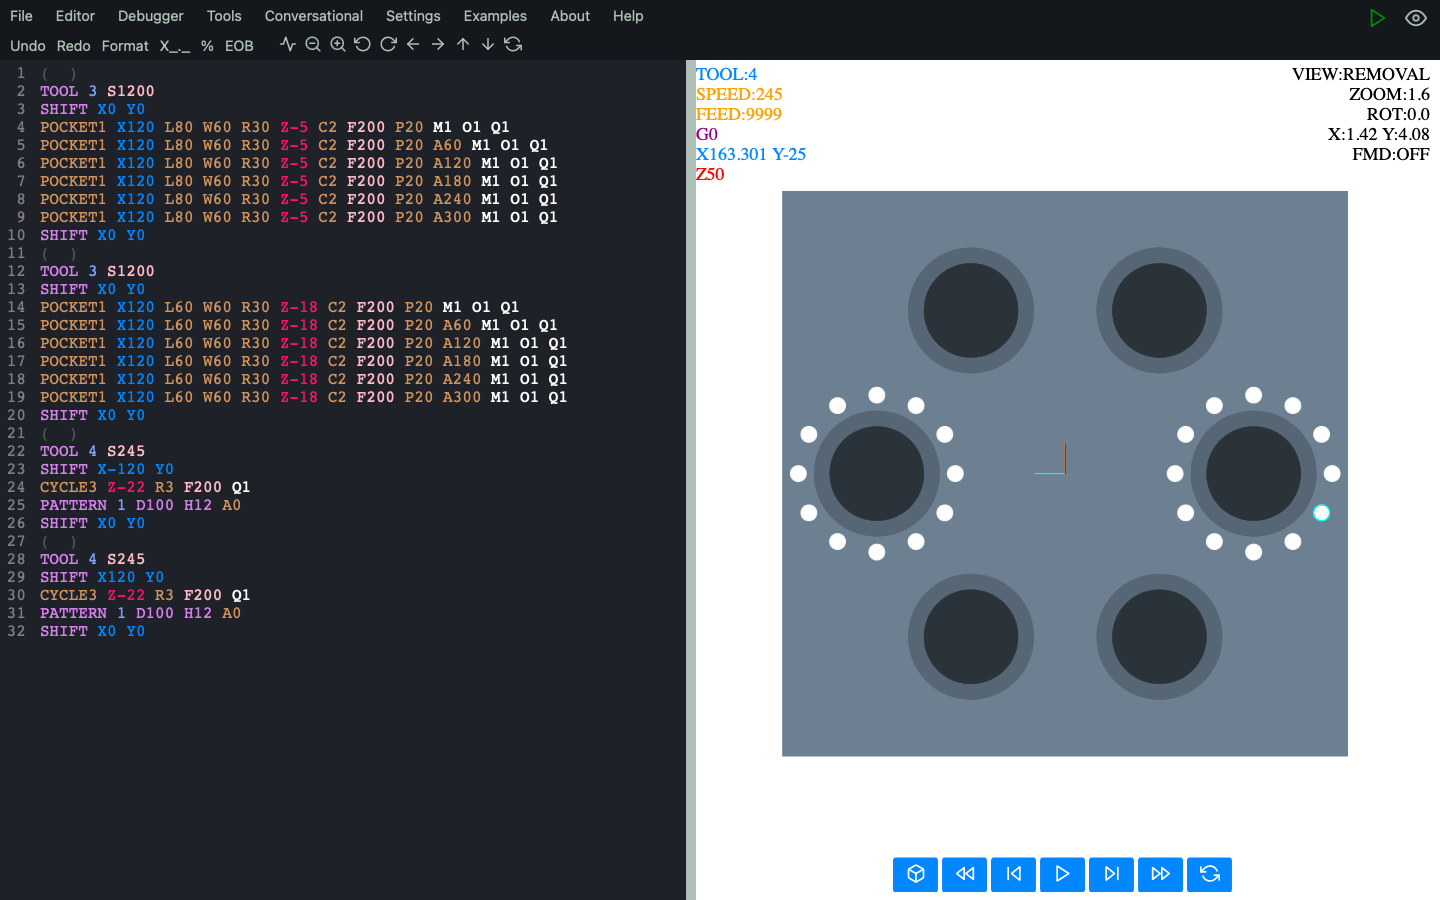 File Editor Debugger Tools Conversational Settings Examples About Help
Undo Redo Format X_._ % EOB
1 ( )
2 TOOL 3 S1200
3 SHIFT X0 Y0
4 POCKET1 X120 L80 W60 R30 Z-5 C2 F200 P20 M1 O1 Q1
5 POCKET1 X120 L80 W60 R30 Z-5 C2 F200 P20 A60 M1 O1 Q1
6 POCKET1 X120 L80 W60 R30 Z-5 C2 F200 P20 A120 M1 O1 Q1
7 POCKET1 X120 L80 W60 R30 Z-5 C2 F200 P20 A180 M1 O1 Q1
8 POCKET1 X120 L80 W60 R30 Z-5 C2 F200 P20 A240 M1 O1 Q1
9 POCKET1 X120 L80 W60 R30 Z-5 C2 F200 P20 A300 M1 O1 Q1
10 SHIFT X0 Y0
11 ( )
12 TOOL 3 S1200
13 SHIFT X0 Y0
14 POCKET1 X120 L60 W60 R30 Z-18 C2 F200 P20 M1 O1 Q1
15 POCKET1 X120 L60 W60 R30 Z-18 C2 F200 P20 A60 M1 O1 Q1
16 POCKET1 X120 L60 W60 R30 Z-18 C2 F200 P20 A120 M1 O1 Q1
17 POCKET1 X120 L60 W60 R30 Z-18 C2 F200 P20 A180 M1 O1 Q1
18 POCKET1 X120 L60 W60 R30 Z-18 C2 F200 P20 A240 M1 O1 Q1
19 POCKET1 X120 L60 W60 R30 Z-18 C2 F200 P20 A300 M1 O1 Q1
20 SHIFT X0 Y0
21 ( )
22 TOOL 4 S245
23 SHIFT X-120 Y0
24 CYCLE3 Z-22 R3 F200 Q1
25 PATTERN 1 D100 H12 A0
26 SHIFT X0 Y0
27 ( )
28 TOOL 4 S245
29 SHIFT X120 Y0
30 CYCLE3 Z-22 R3 F200 Q1
31 PATTERN 1 D100 H12 A0
32 SHIFT X0 Y0
TOOL:4
SPEED:245
FEED:9999
G0
X163.301 Y-25
Z50
VIEW:REMOVAL
ZOOM:1.6
ROT:0.0
X:1.42 Y:4.08
FMD:OFF